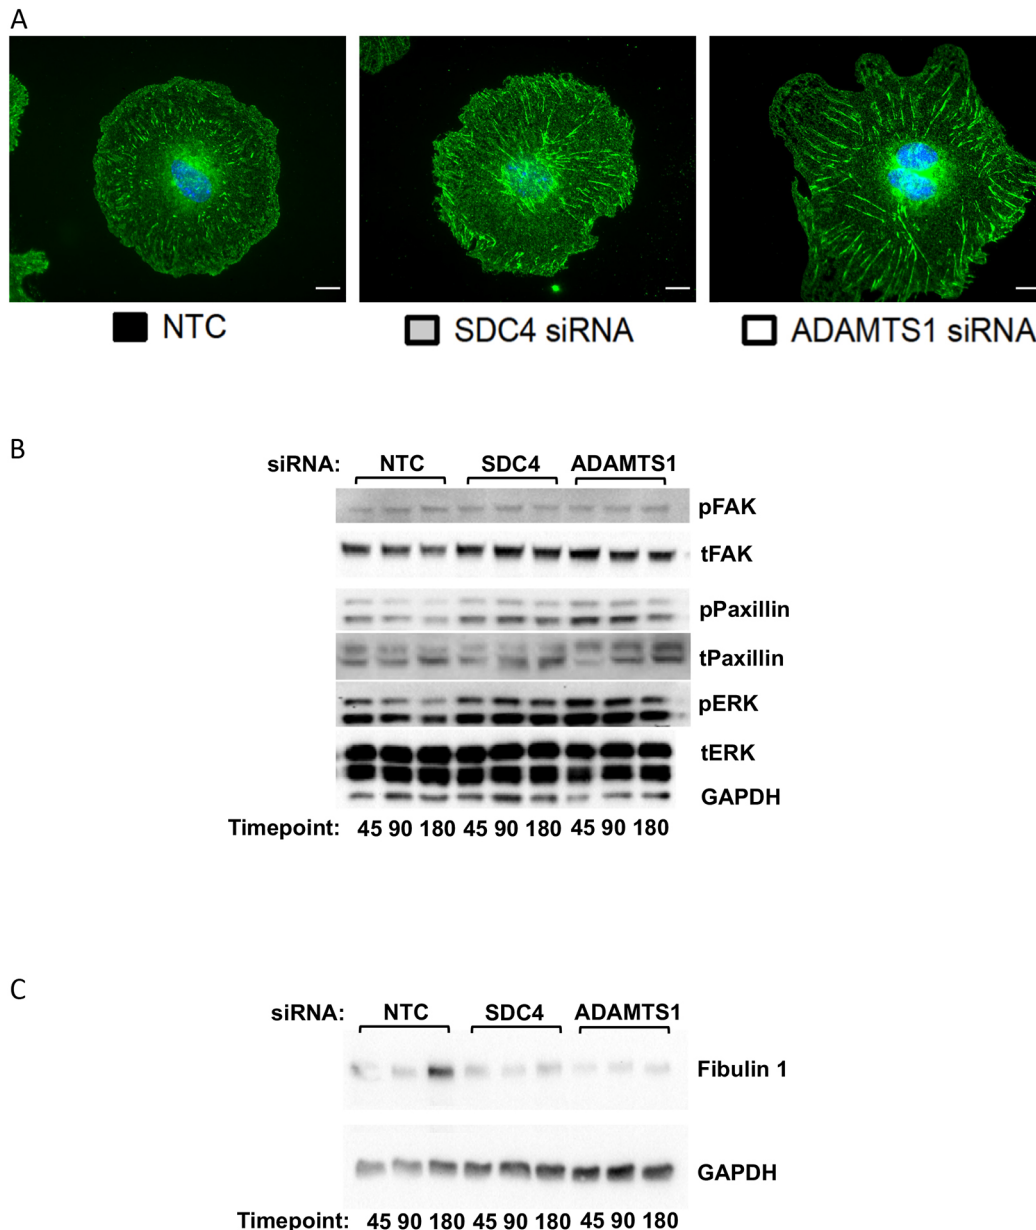 A
NTC
SDC4 siRNA
ADAMTS1 siRNA
B
siRNA: NTC SDC4 ADAMTS1
pFAK
tFAK
pPaxillin
tPaxillin
pERK
tERK
GAPDH
Timepoint: 45 90 180 45 90 180 45 90 180
C
siRNA: NTC SDC4 ADAMTS1
Fibulin 1
GAPDH
Timepoint: 45 90 180 45 90 180 45 90 180